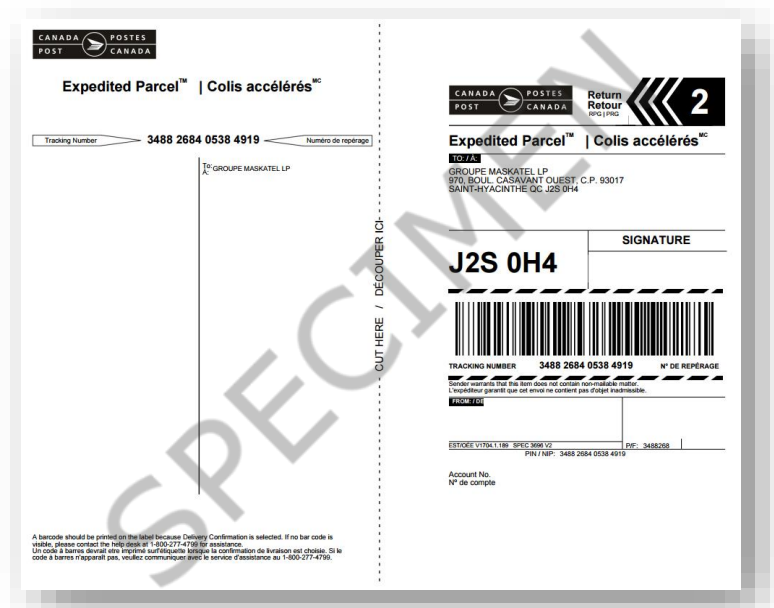 CANADA POSTES
POST CANADA
Expedited Parcel™ | Colis accélérés MC
Tracking Number 3488 2684 0538 4919 Numéro de repérage
To: GROUPE MASKATEL LP
À:
A barcode should be printed on the label because Delivery Confirmation is selected. If no bar code is
visible, please contact the help desk at 1-800-277-4799 for assistance.
Un code à barres devrait etre imprimé surl'étiquette lorsque la confirmation de livraison est choisie. Si le
code à barres n'apparaît pas, veullez communiquer avec le service d'assistance au 1-800-277-4799.
CUT HERE / DÉCOUPER ICI
CANADA POSTES
POST CANADA
Return
Retour
RPG | PRG
2
Expedited Parcel™ | Colis accélérés MC
TO: / À:
GROUPE MASKATEL LP
970, BOUL. CASAVANT OUEST, C.P. 93017
SAINT-HYACINTHE QC J2S 0H4
J2S 0H4
SIGNATURE
TRACKING NUMBER 3488 2684 0538 4919 N° DE REPÉRAGE
Sender warrants that this item does not contain non-mailable matter.
L'expéditeur garantit que cet envoi ne contient pas d'objet inadmissible.
FROM: / DE
EST/OÉE V1704.1.189 SPEC 3696 V2 P/F: 3488268
PIN / NIP: 3488 2684 0538 4919
Account No.
N° de compte
SPECIMEN